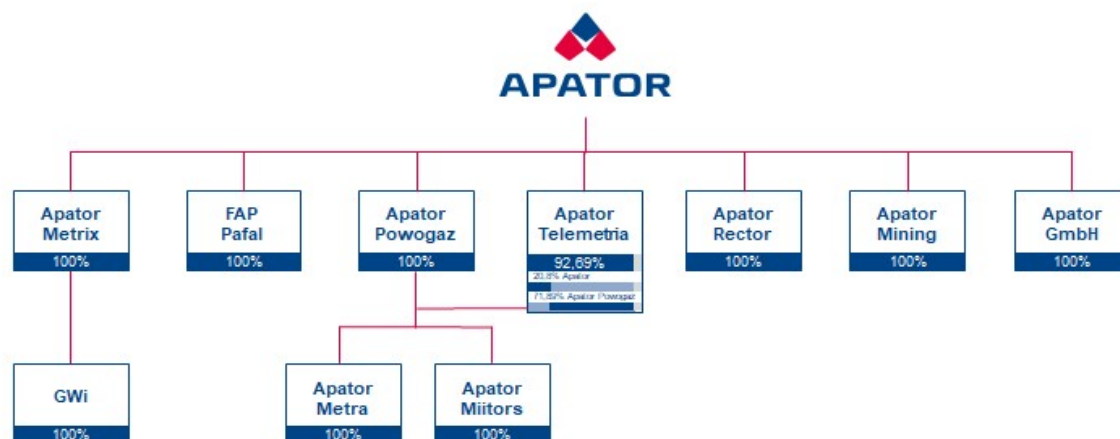 APATOR
Apator
Metrix
100%
FAP
Pafal
100%
Apator
Powogaz
100%
Apator
Telemetria
92,69%
20,8% Apator
71,89% Apator Powogaz
Apator
Rector
100%
Apator
Mining
100%
Apator
GmbH
100%
GWi
100%
Apator
Metra
100%
Apator
Miitors
100%